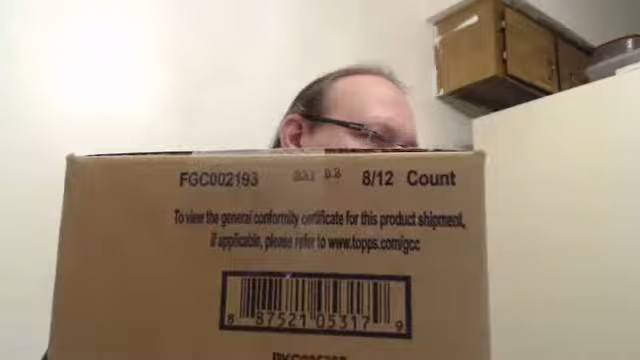 FGC002193 8/12 Count
To view the general conformity certificate for this product shipment,
if applicable, please refer to www.topps.com/gcc
8 87521 05317 9